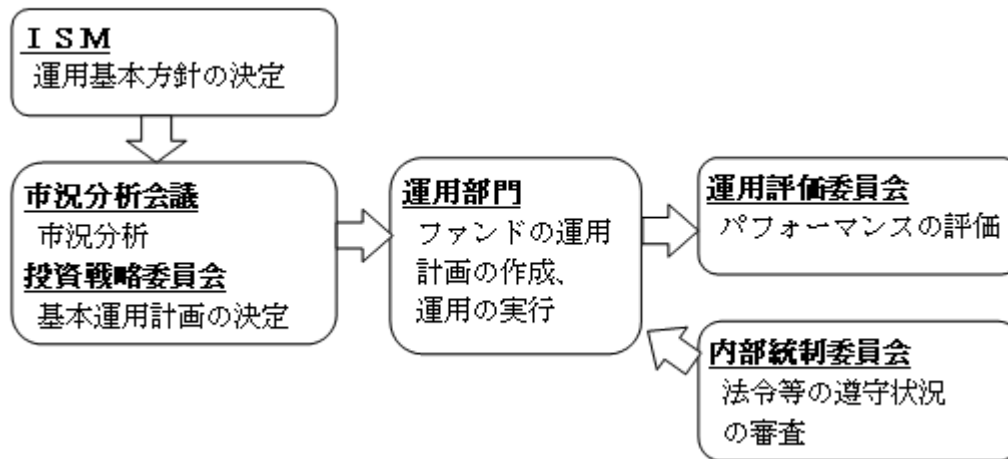 ＩＳＭ
運用基本方針の決定
市況分析会議
市況分析
投資戦略委員会
基本運用計画の決定
運用部門
ファンドの運用
計画の作成、
運用の実行
運用評価委員会
パフォーマンスの評価
内部統制委員会
法令等の遵守状況
の審査